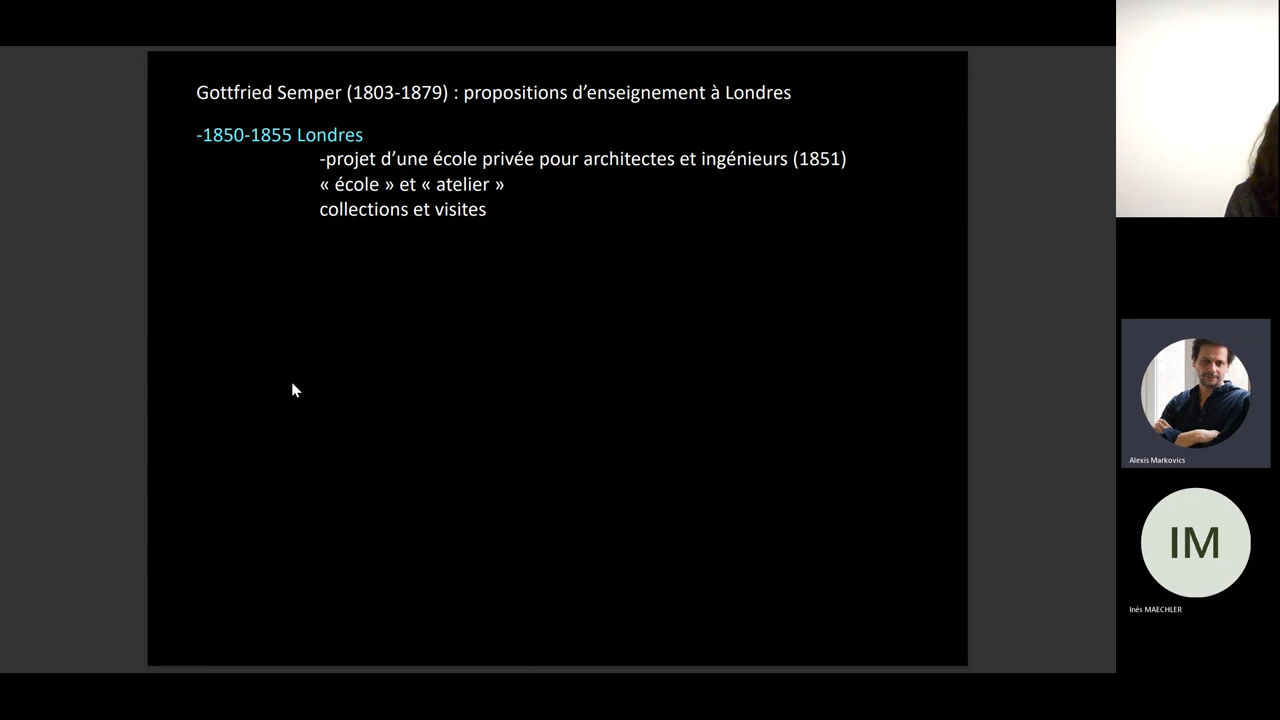 Gottfried Semper (1803-1879) : propositions d’enseignement à Londres
-1850-1855 Londres
-projet d’une école privée pour architectes et ingénieurs (1851)
« école » et « atelier »
collections et visites
Alexis Markovics
IM
Inés MAECHLER